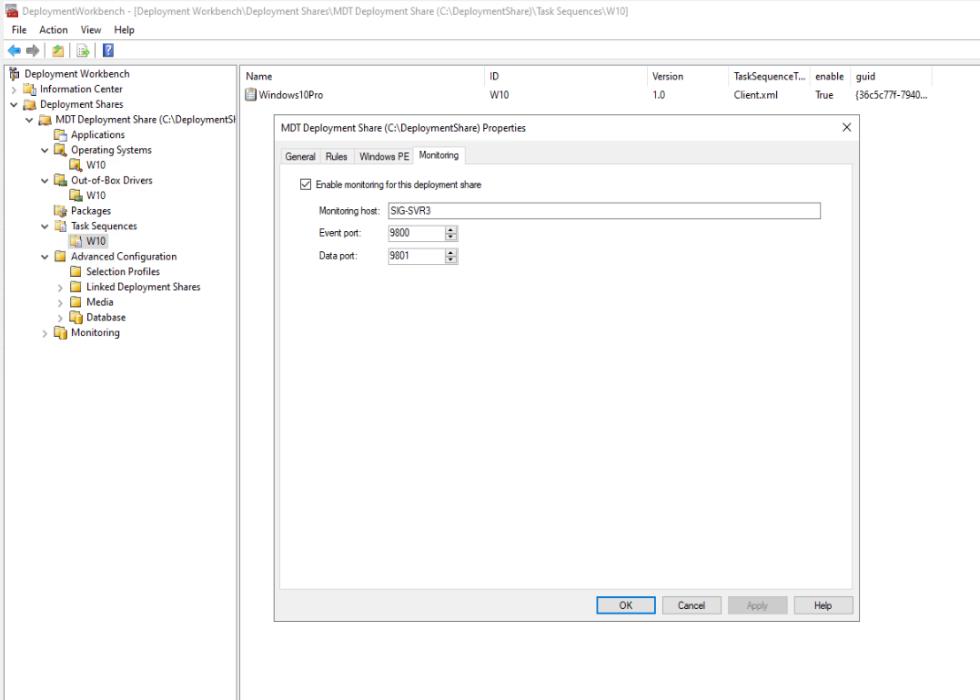 DeploymentWorkbench - [Deployment Workbench\Deployment Shares\MDT Deployment Share (C:\DeploymentShare)\Task Sequences\W10]
File Action View Help
Deployment Workbench
Information Center
Deployment Shares
MDT Deployment Share (C:\DeploymentSh
Applications
Operating Systems
W10
Out-of-Box Drivers
W10
Packages
Task Sequences
W10
Advanced Configuration
Selection Profiles
Linked Deployment Shares
Media
Database
Monitoring
Name ID Version TaskSequenceT... enable guid
Windows10Pro W10 1.0 Client.xml True {36c5c77f-7940...
MDT Deployment Share (C:\DeploymentShare) Properties
General Rules Windows PE Monitoring
Enable monitoring for this deployment share
Monitoring host: SIG-SVR3
Event port: 9800
Data port: 9801
OK Cancel Apply Help